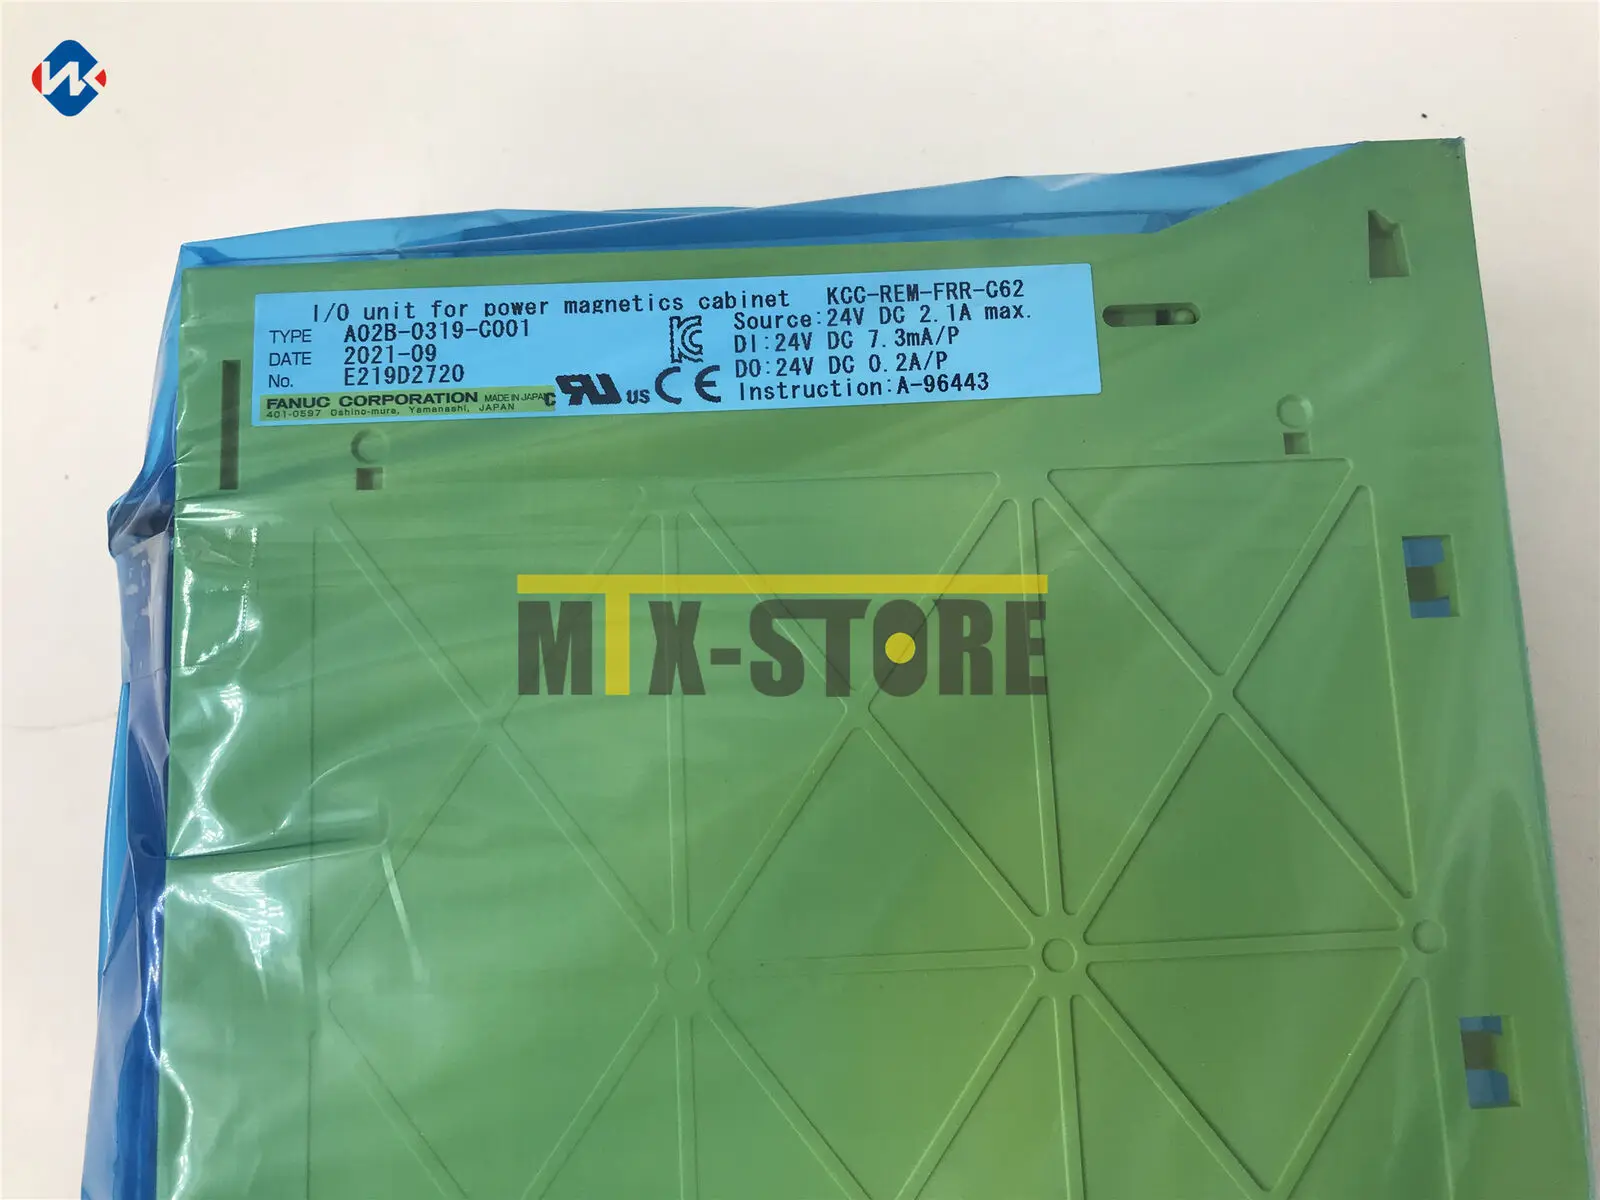 I/O unit for power magnetics cabinet KCC-REM-FRR-C62
TYPE A02B-0319-C001
DATE 2021-09
No. E219D2720
FANUC CORPORATION MADE IN JAPAN
401-0597 Oshino-mura, Yamanashi, JAPAN
c RU US CE
Source:24V DC 2.1A max.
DI:24V DC 7.3mA/P
DO:24V DC 0.2A/P
Instruction:A-96443
MTX-STORE